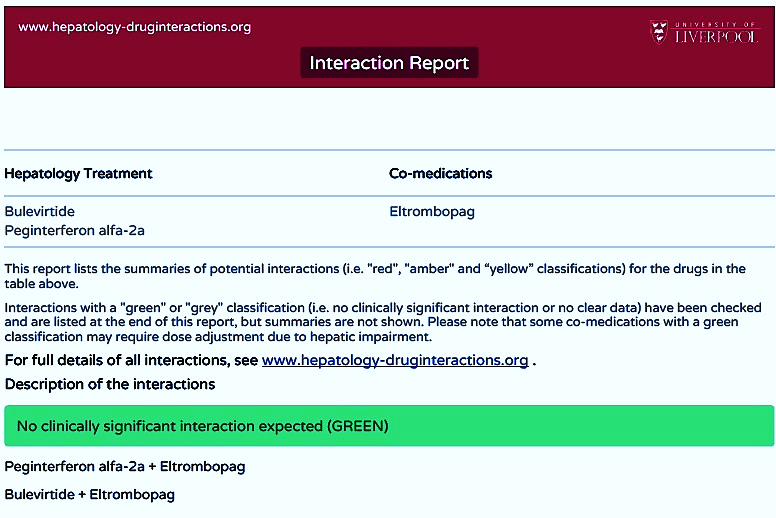 www.hepatology-druginteractions.org
UNIVERSITY OF
LIVERPOOL
Interaction Report
Hepatology Treatment
Co-medications
Bulevirtide
Eltrombopag
Peginterferon alfa-2a
This report lists the summaries of potential interactions (i.e. "red", "amber" and “yellow” classifications) for the drugs in the
table above.
Interactions with a "green" or "grey" classification (i.e. no clinically significant interaction or no clear data) have been checked
and are listed at the end of this report, but summaries are not shown. Please note that some co-medications with a green
classification may require dose adjustment due to hepatic impairment.
For full details of all interactions, see www.hepatology-druginteractions.org .
Description of the interactions
No clinically significant interaction expected (GREEN)
Peginterferon alfa-2a + Eltrombopag
Bulevirtide + Eltrombopag